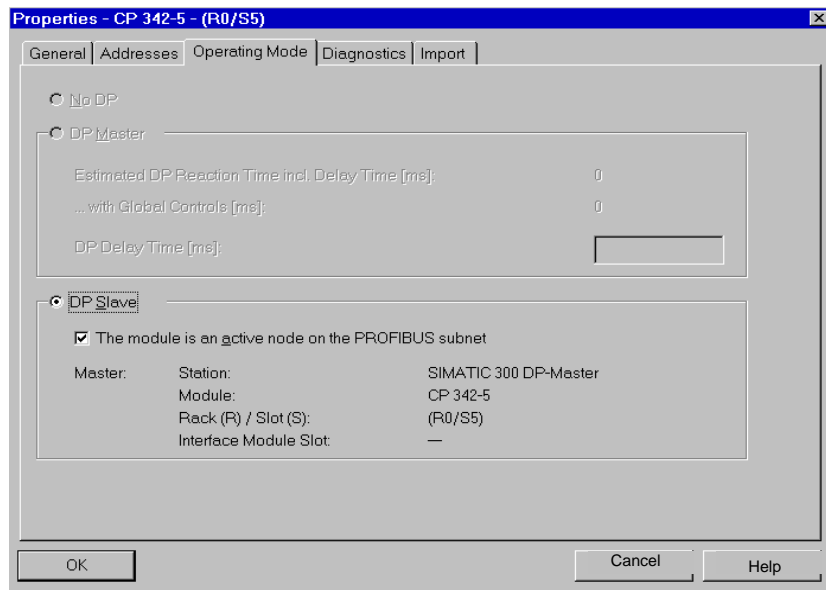 Properties - CP 342-5 - (R0/S5)
General Addresses Operating Mode Diagnostics Import
No DP
DP Master
Estimated DP Reaction Time incl. Delay Time [ms]: 0
...with Global Controls [ms]: 0
DP Delay Time [ms]:
DP Slave
The module is an active node on the PROFIBUS subnet
Master: Station: SIMATIC 300 DP-Master
Module: CP 342-5
Rack (R) / Slot (S): (R0/S5)
Interface Module Slot: —
OK Cancel Help